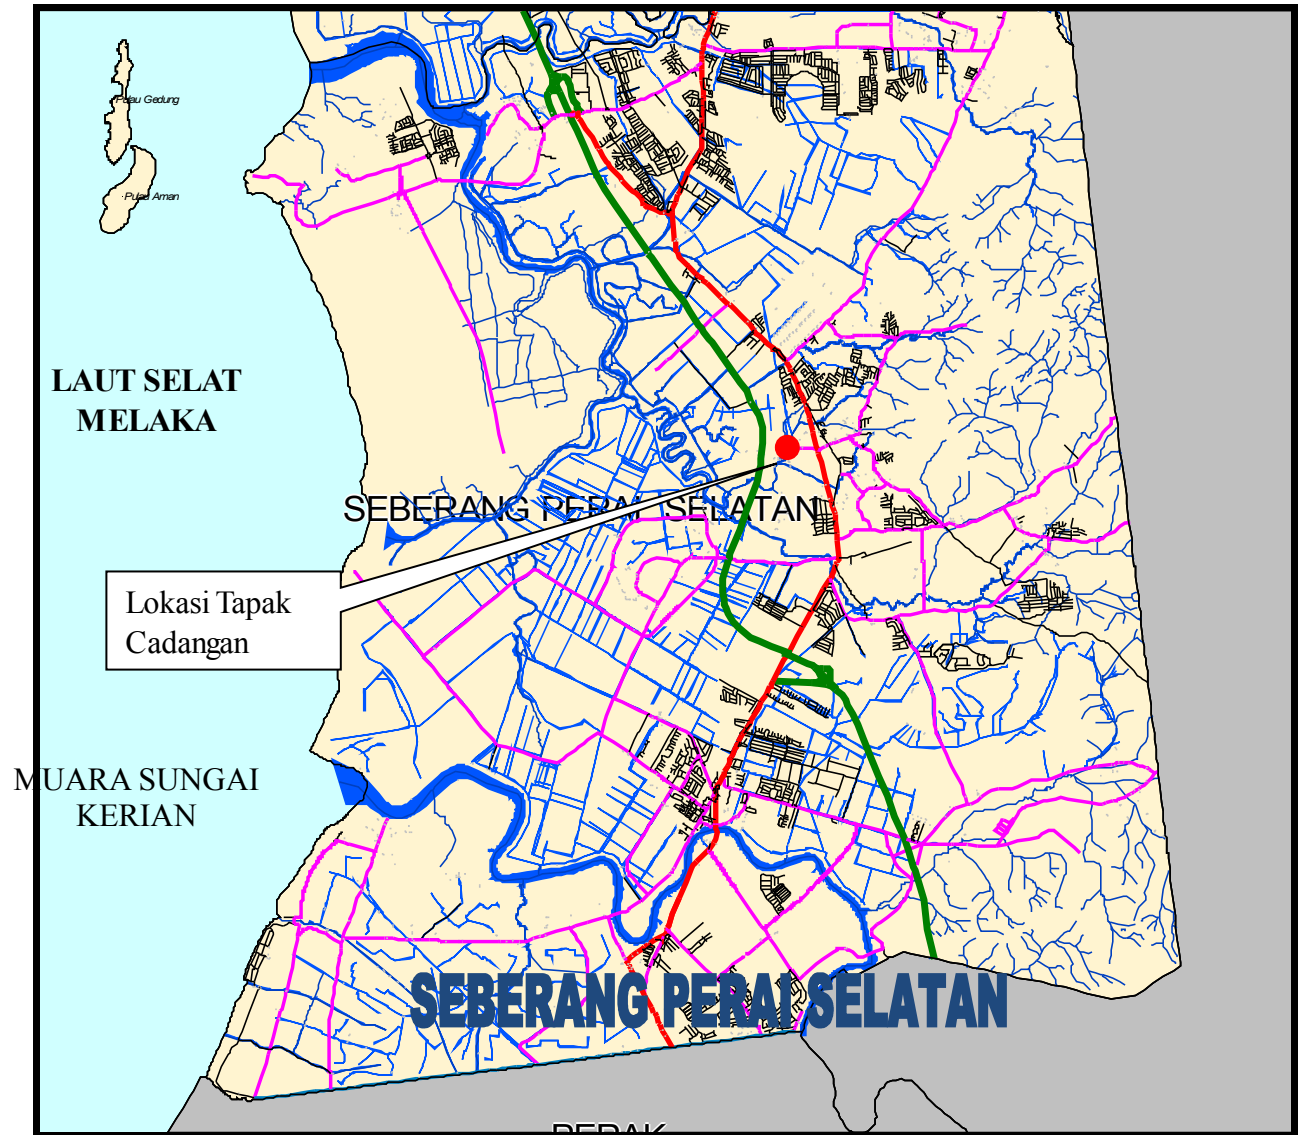 Pulau Gedung
Pulau Aman
LAUT SELAT
MELAKA
SEBERANG PERAI SELATAN
Lokasi Tapak
Cadangan
MUARA SUNGAI
KERIAN
SEBERANG PERAI SELATAN
PERAK